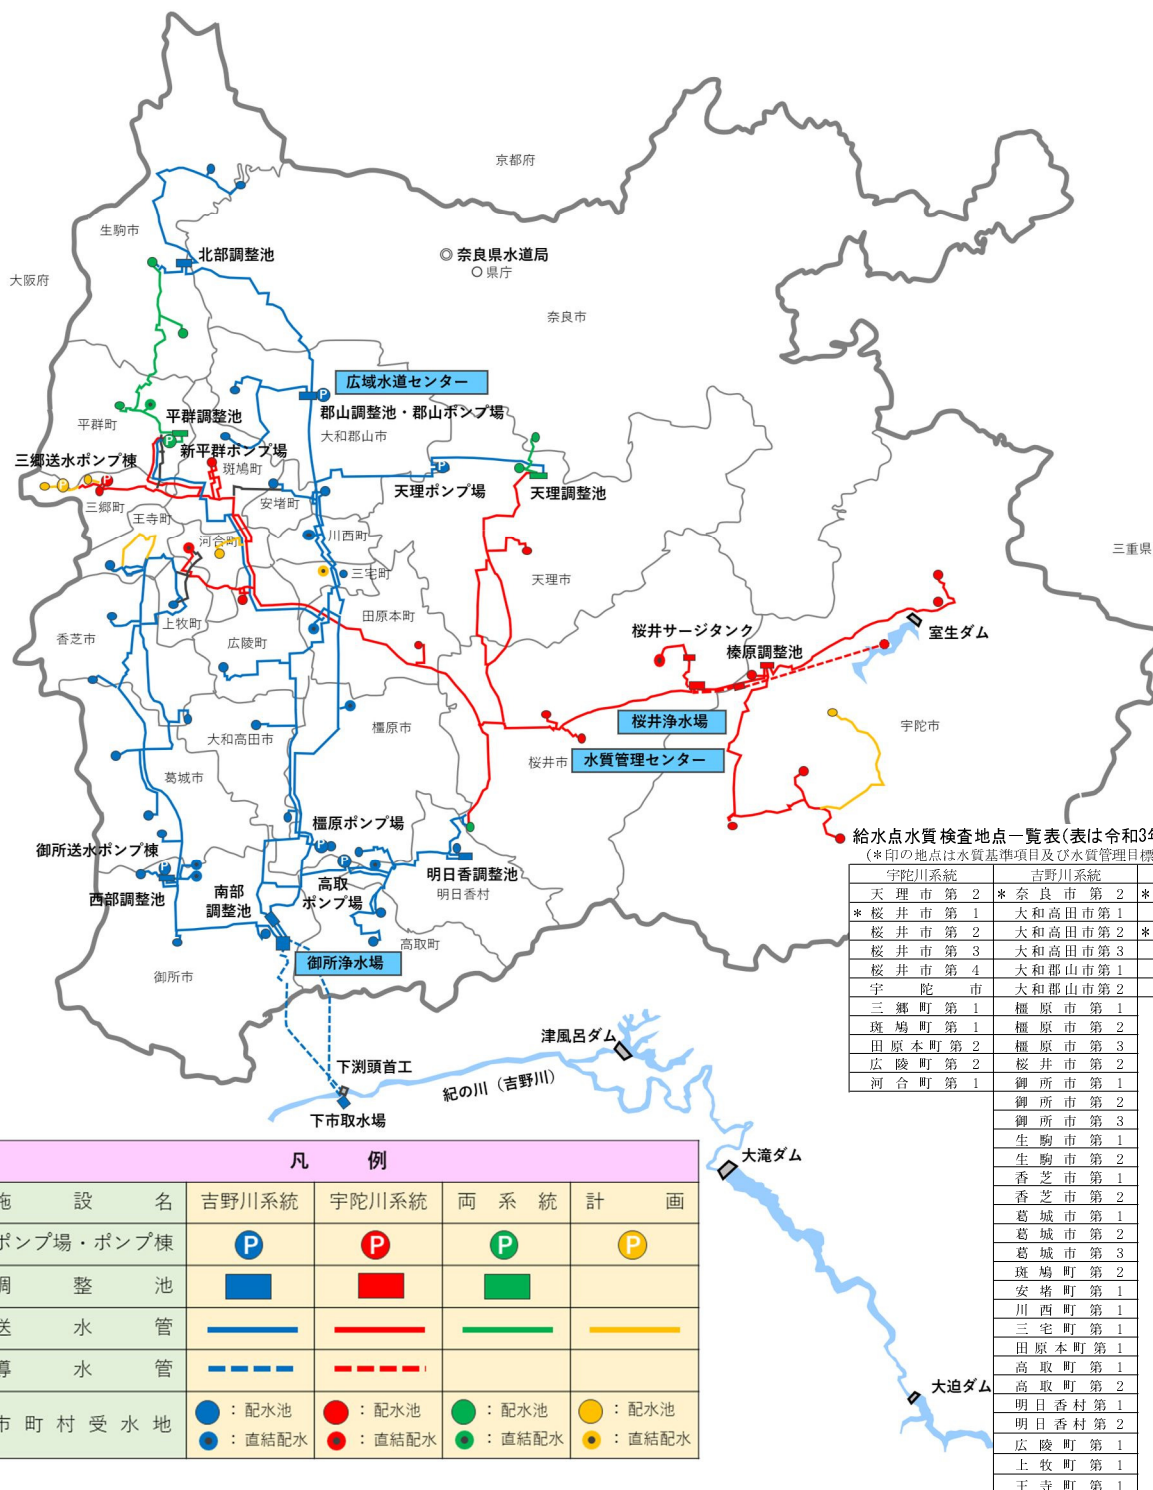 京都府
生駒市
北部調整池
◎ 奈良県水道局
○ 県庁
大阪府
奈良市
広域水道センター
P
郡山調整池・郡山ポンプ場
平群調整池
平群町
大和郡山市
P
新平群ポンプ場
三郷送水ポンプ棟
斑鳩町
P
天理ポンプ場
天理調整池
P
P
三郷町
安堵町
王寺町
河合町
川西町
三重県
三宅町
天理市
田原本町
上牧町
香芝市
広陵町
桜井サージタンク
榛原調整池
室生ダム
橿原市
桜井浄水場
宇陀市
大和高田市
桜井市
水質管理センター
葛城市
橿原ポンプ場
御所送水ポンプ棟
P
P
P
高取
ポンプ場
明日香調整池
明日香村
西部調整池
南部
調整池
高取町
御所浄水場
御所市
津風呂ダム
下渕頭首工
紀の川（吉野川）
下市取水場
大滝ダム
大迫ダム
給水点水質検査地点一覧表(表は令和3年
(＊印の地点は水質基準項目及び水質管理目標
宇陀川系統 吉野川系統
天理市第2 ＊奈良市第2 ＊
＊桜井市第1 大和高田市第1
桜井市第2 大和高田市第2 ＊
桜井市第3 大和高田市第3
桜井市第4 大和郡山市第1
宇陀市 大和郡山市第2
三郷町第1 橿原市第1
斑鳩町第1 橿原市第2
田原本町第2 橿原市第3
広陵町第2 桜井市第2
河合町第1 御所市第1
御所市第2
御所市第3
生駒市第1
生駒市第2
香芝市第1
香芝市第2
葛城市第1
葛城市第2
葛城市第3
斑鳩町第2
安堵町第1
川西町第1
三宅町第1
田原本町第1
高取町第1
高取町第2
明日香村第1
明日香村第2
広陵町第1
上牧町第1
王寺町第1
凡 例
施設名 吉野川系統 宇陀川系統 両系統 計画
ポンプ場・ポンプ棟 P P P P
調整池
送水管
導水管
市町村受水地 ：配水池 ：配水池 ：配水池 ：配水池
：直結配水 ：直結配水 ：直結配水 ：直結配水